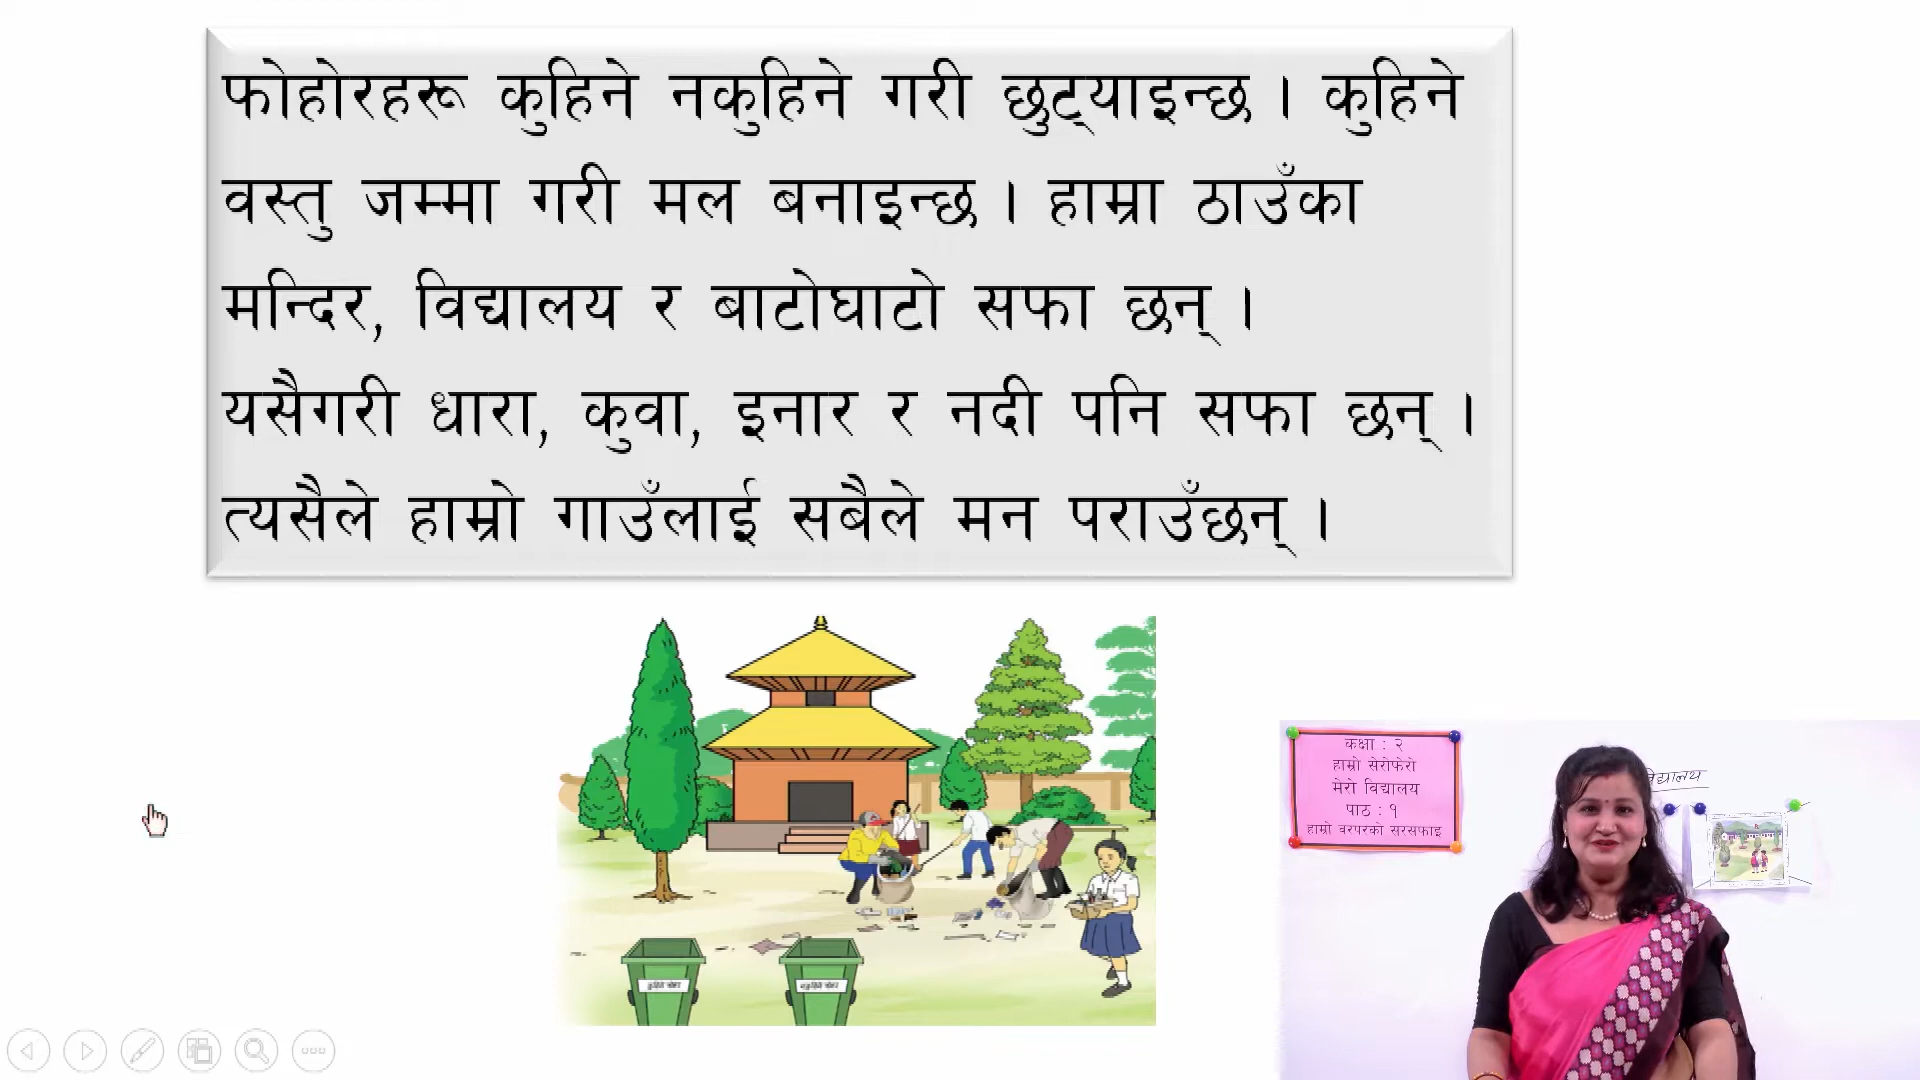 फोहोरहरू कुहिने नकुहिने गरी छुट्याइन्छ । कुहिने
वस्तु जम्मा गरी मल बनाइन्छ । हाम्रा ठाउँका
मन्दिर, विद्यालय र बाटोघाटो सफा छन् ।
यसैगरी धारा, कुवा, इनार र नदी पनि सफा छन् ।
त्यसैले हाम्रो गाउँलाई सबैले मन पराउँछन् ।
कक्षा : २
हाम्रो सेरोफेरो
मेरो विद्यालय
पाठ : १
हाम्रो वरपरको सरसफाइ